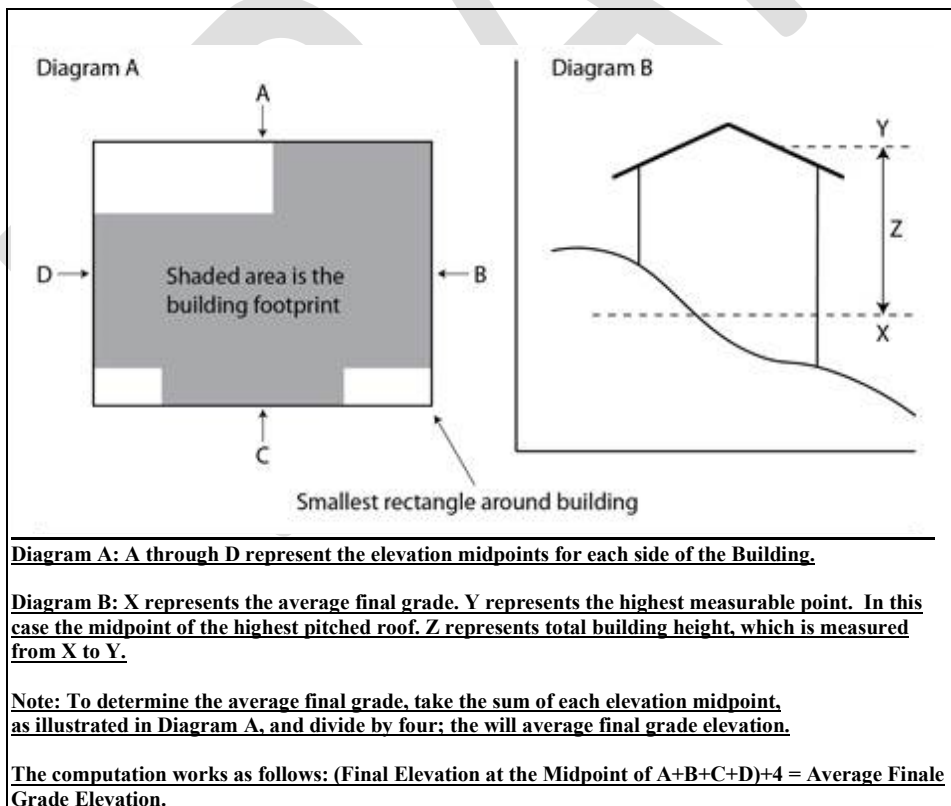 Diagram A
Diagram B
A
Y
Z
D
B
Shaded area is the
building footprint
X
C
Smallest rectangle around building
Diagram A: A through D represent the elevation midpoints for each side of the Building.
Diagram B: X represents the average final grade. Y represents the highest measurable point.  In this
case the midpoint of the highest pitched roof. Z represents total building height, which is measured
from X to Y.
Note: To determine the average final grade, take the sum of each elevation midpoint,
as illustrated in Diagram A, and divide by four; the will average final grade elevation.
The computation works as follows: (Final Elevation at the Midpoint of A+B+C+D)+4 = Average Finale
Grade Elevation.